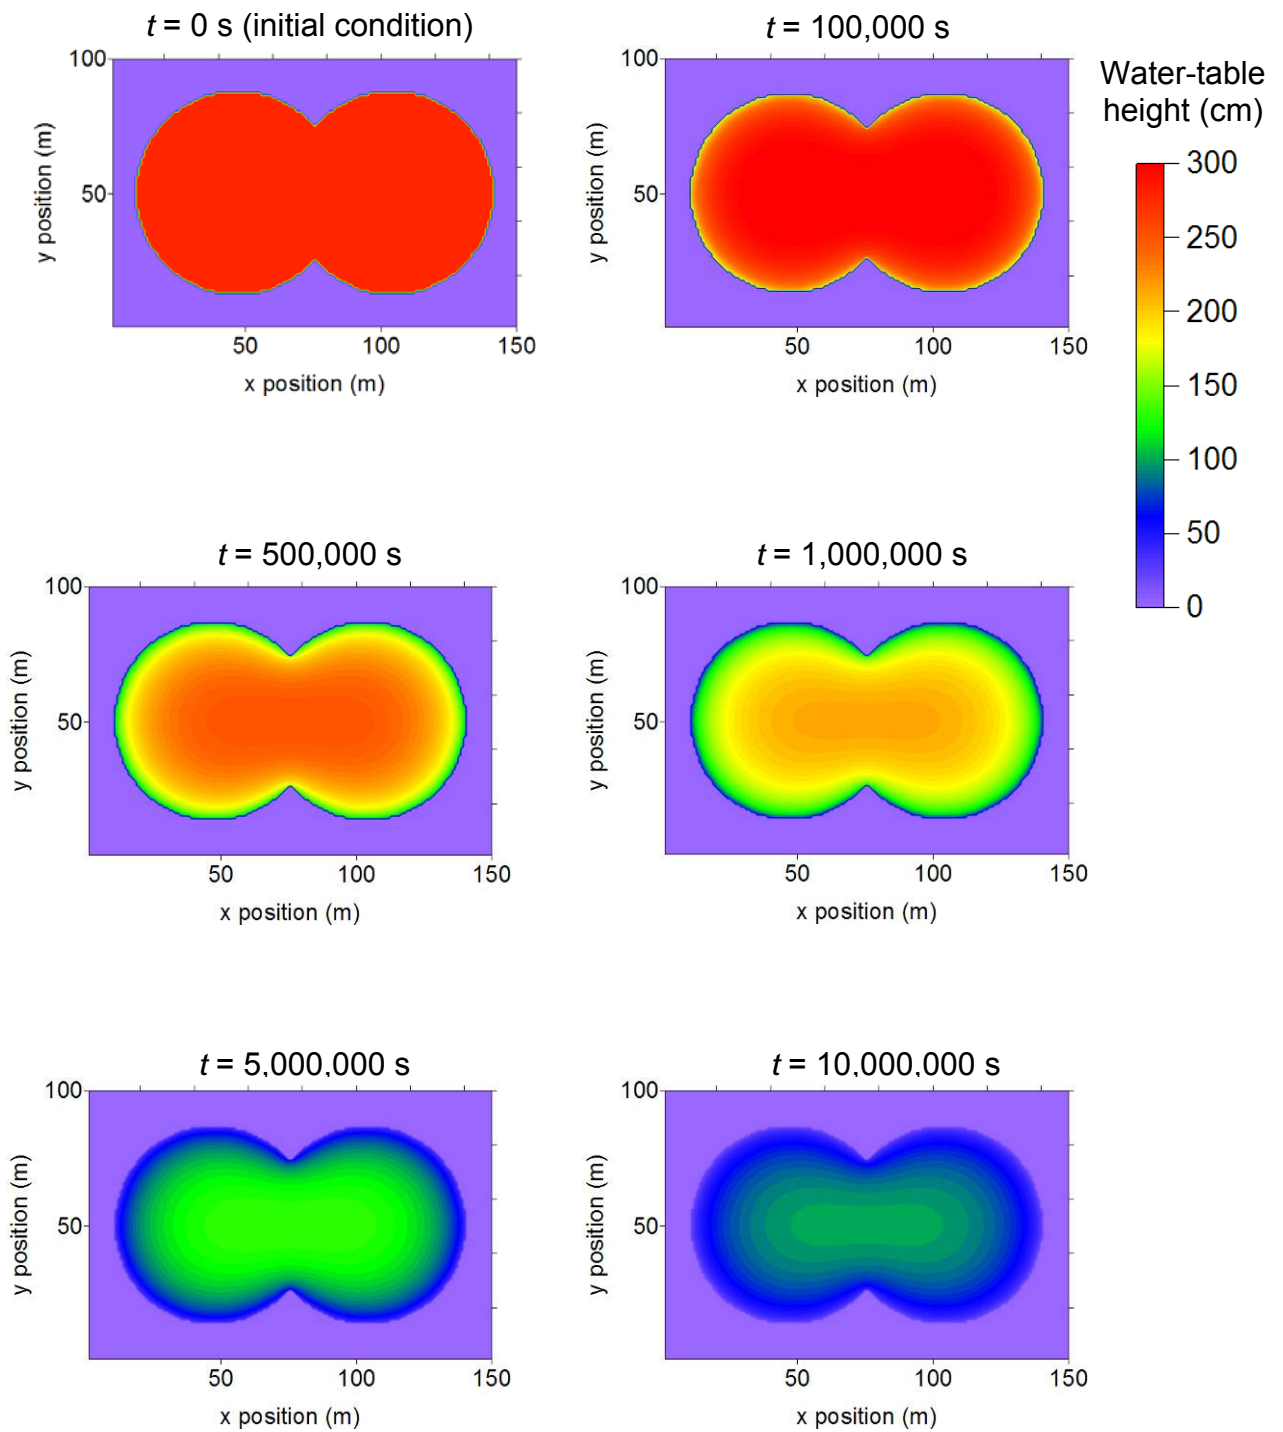 t = 0 s (initial condition)
100
50
y position (m)
50 100 150
x position (m)
t = 100,000 s
100
50
y position (m)
50 100 150
x position (m)
Water-table
height (cm)
300
250
200
150
100
50
0
t = 500,000 s
100
50
y position (m)
50 100 150
x position (m)
t = 1,000,000 s
100
50
y position (m)
50 100 150
x position (m)
t = 5,000,000 s
100
50
y position (m)
50 100 150
x position (m)
t = 10,000,000 s
100
50
y position (m)
50 100 150
x position (m)